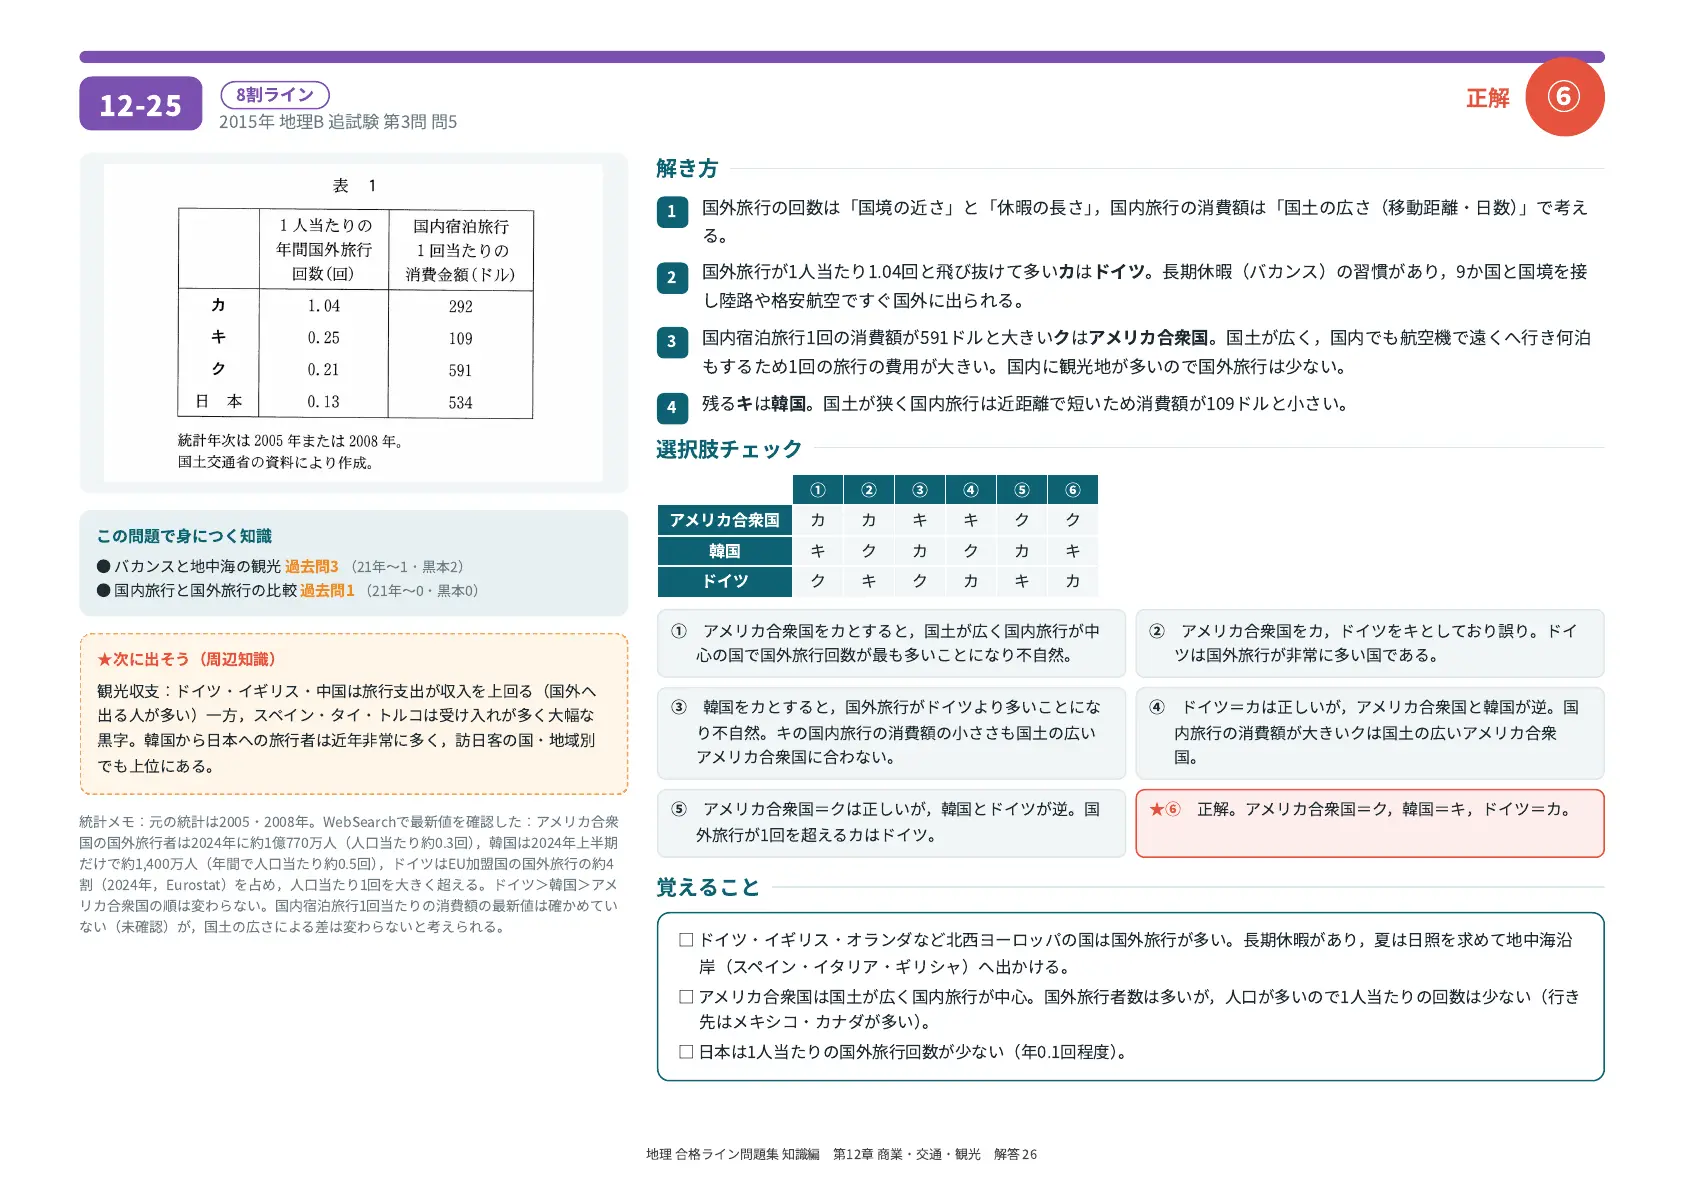 12-25
8割ライン
2015年 地理B 追試験 第3問 問5
正解 ⑥
表 1
1人当たりの年間国外旅行回数(回) 国内宿泊旅行1回当たりの消費金額(ドル)
カ 1.04 292
キ 0.25 109
ク 0.21 591
日 本 0.13 534
統計年次は 2005 年または 2008 年。
国土交通省の資料により作成。
この問題で身につく知識
●バカンスと地中海の観光 過去問3 （21年～1・黒本2）
●国内旅行と国外旅行の比較 過去問1 （21年～0・黒本0）
★次に出そう（周辺知識）
観光収支：ドイツ・イギリス・中国は旅行支出が収入を上回る（国外へ
出る人が多い）一方，スペイン・タイ・トルコは受け入れが多く大幅な
黒字。韓国から日本への旅行者は近年非常に多く，訪日客の国・地域別
でも上位にある。
統計メモ：元の統計は2005・2008年。WebSearchで最新値を確認した：アメリカ合衆
国の国外旅行者は2024年に約1億770万人（人口当たり約0.3回），韓国は2024年上半期
だけで約1,400万人（年間で人口当たり約0.5回），ドイツはEU加盟国の国外旅行の約4
割（2024年，Eurostat）を占め，人口当たり1回を大きく超える。ドイツ＞韓国＞アメ
リカ合衆国の順は変わらない。国内宿泊旅行1回当たりの消費額の最新値は確かめてい
ない（未確認）が，国土の広さによる差は変わらないと考えられる。
解き方
1 国外旅行の回数は「国境の近さ」と「休暇の長さ」，国内旅行の消費額は「国土の広さ（移動距離・日数）」で考え
る。
2 国外旅行が1人当たり1.04回と飛び抜けて多いカはドイツ。長期休暇（バカンス）の習慣があり，9か国と国境を接
し陸路や格安航空ですぐ国外に出られる。
3 国内宿泊旅行1回の消費額が591ドルと大きいクはアメリカ合衆国。国土が広く，国内でも航空機で遠くへ行き何泊
もするため1回の旅行の費用が大きい。国内に観光地が多いので国外旅行は少ない。
4 残るキは韓国。国土が狭く国内旅行は近距離で短いため消費額が109ドルと小さい。
選択肢チェック
① ② ③ ④ ⑤ ⑥
アメリカ合衆国 カ カ キ キ ク ク
韓国 キ ク カ ク カ キ
ドイツ ク キ ク カ キ カ
① アメリカ合衆国をカとすると，国土が広く国内旅行が中
心の国で国外旅行回数が最も多いことになり不自然。
② アメリカ合衆国をカ，ドイツをキとしており誤り。ドイ
ツは国外旅行が非常に多い国である。
③ 韓国をカとすると，国外旅行がドイツより多いことにな
り不自然。キの国内旅行の消費額の小ささも国土の広い
アメリカ合衆国に合わない。
④ ドイツ＝カは正しいが，アメリカ合衆国と韓国が逆。国
内旅行の消費額が大きいクは国土の広いアメリカ合衆
国。
⑤ アメリカ合衆国＝クは正しいが，韓国とドイツが逆。国
外旅行が1回を超えるカはドイツ。
★⑥ 正解。アメリカ合衆国＝ク，韓国＝キ，ドイツ＝カ。
覚えること
□ ドイツ・イギリス・オランダなど北西ヨーロッパの国は国外旅行が多い。長期休暇があり，夏は日照を求めて地中海沿
岸（スペイン・イタリア・ギリシャ）へ出かける。
□ アメリカ合衆国は国土が広く国内旅行が中心。国外旅行者数は多いが，人口が多いので1人当たりの回数は少ない（行き
先はメキシコ・カナダが多い）。
□ 日本は1人当たりの国外旅行回数が少ない（年0.1回程度）。
地理 合格ライン問題集 知識編 第12章 商業・交通・観光 解答 26